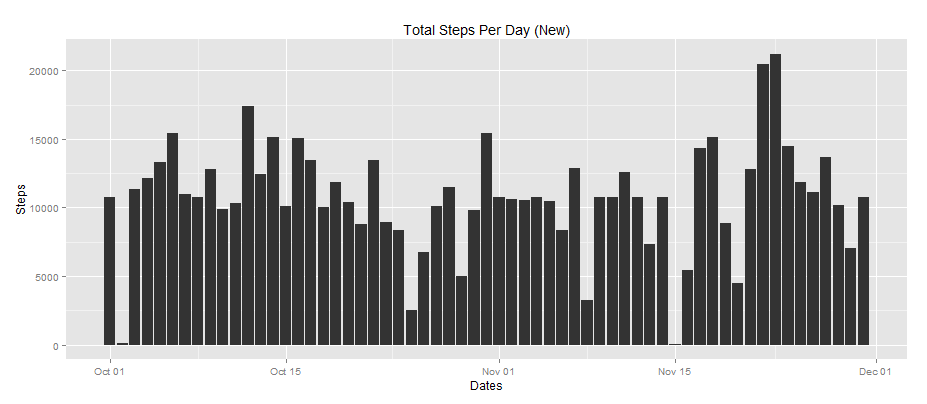 Total Steps Per Day (New)
20000
15000
10000
5000
0
Steps
Oct 01
Oct 15
Nov 01
Nov 15
Dec 01
Dates